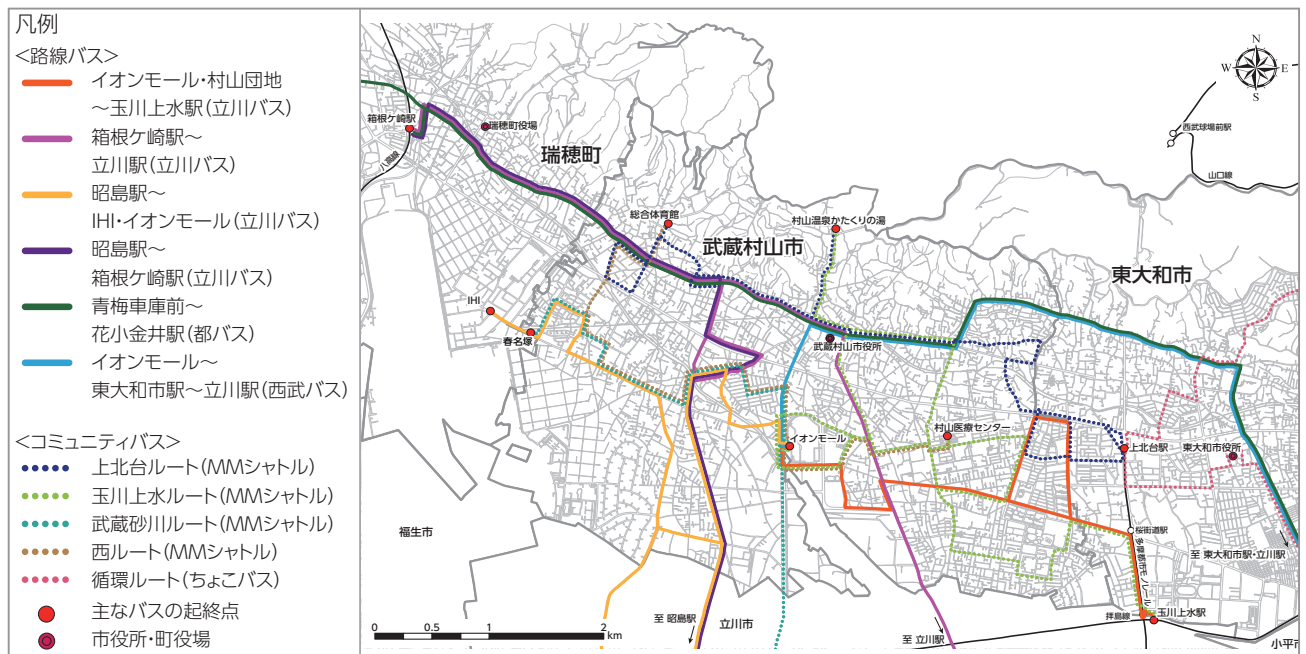 凡例
<路線バス>
イオンモール・村山団地
～玉川上水駅(立川バス)
箱根ケ崎駅～
立川駅(立川バス)
昭島駅～
IHI・イオンモール(立川バス)
昭島駅～
箱根ケ崎駅(立川バス)
青梅車庫前～
花小金井駅(都バス)
イオンモール～
東大和市駅～立川駅(西武バス)
<コミュニティバス>
上北台ルート(MMシャトル)
玉川上水ルート(MMシャトル)
武蔵砂川ルート(MMシャトル)
西ルート(MMシャトル)
循環ルート(ちょこバス)
主なバスの起終点
市役所・町役場
N
W
E
S
箱根ケ崎駅
瑞穂町役場
八高線
瑞穂町
西武球場前駅
山口線
総合体育館
村山温泉かたくりの湯
武蔵村山市
東大和市
IHI
春名塚
武蔵村山市役所
イオンモール
村山医療センター
上北台駅
東大和市役所
福生市
桜街道駅
至 東大和市駅・立川駅
多摩都市モノレール
拝島線
玉川上水駅
至 昭島駅
立川市
至 立川駅
小平市
0
0.5
1
2
km